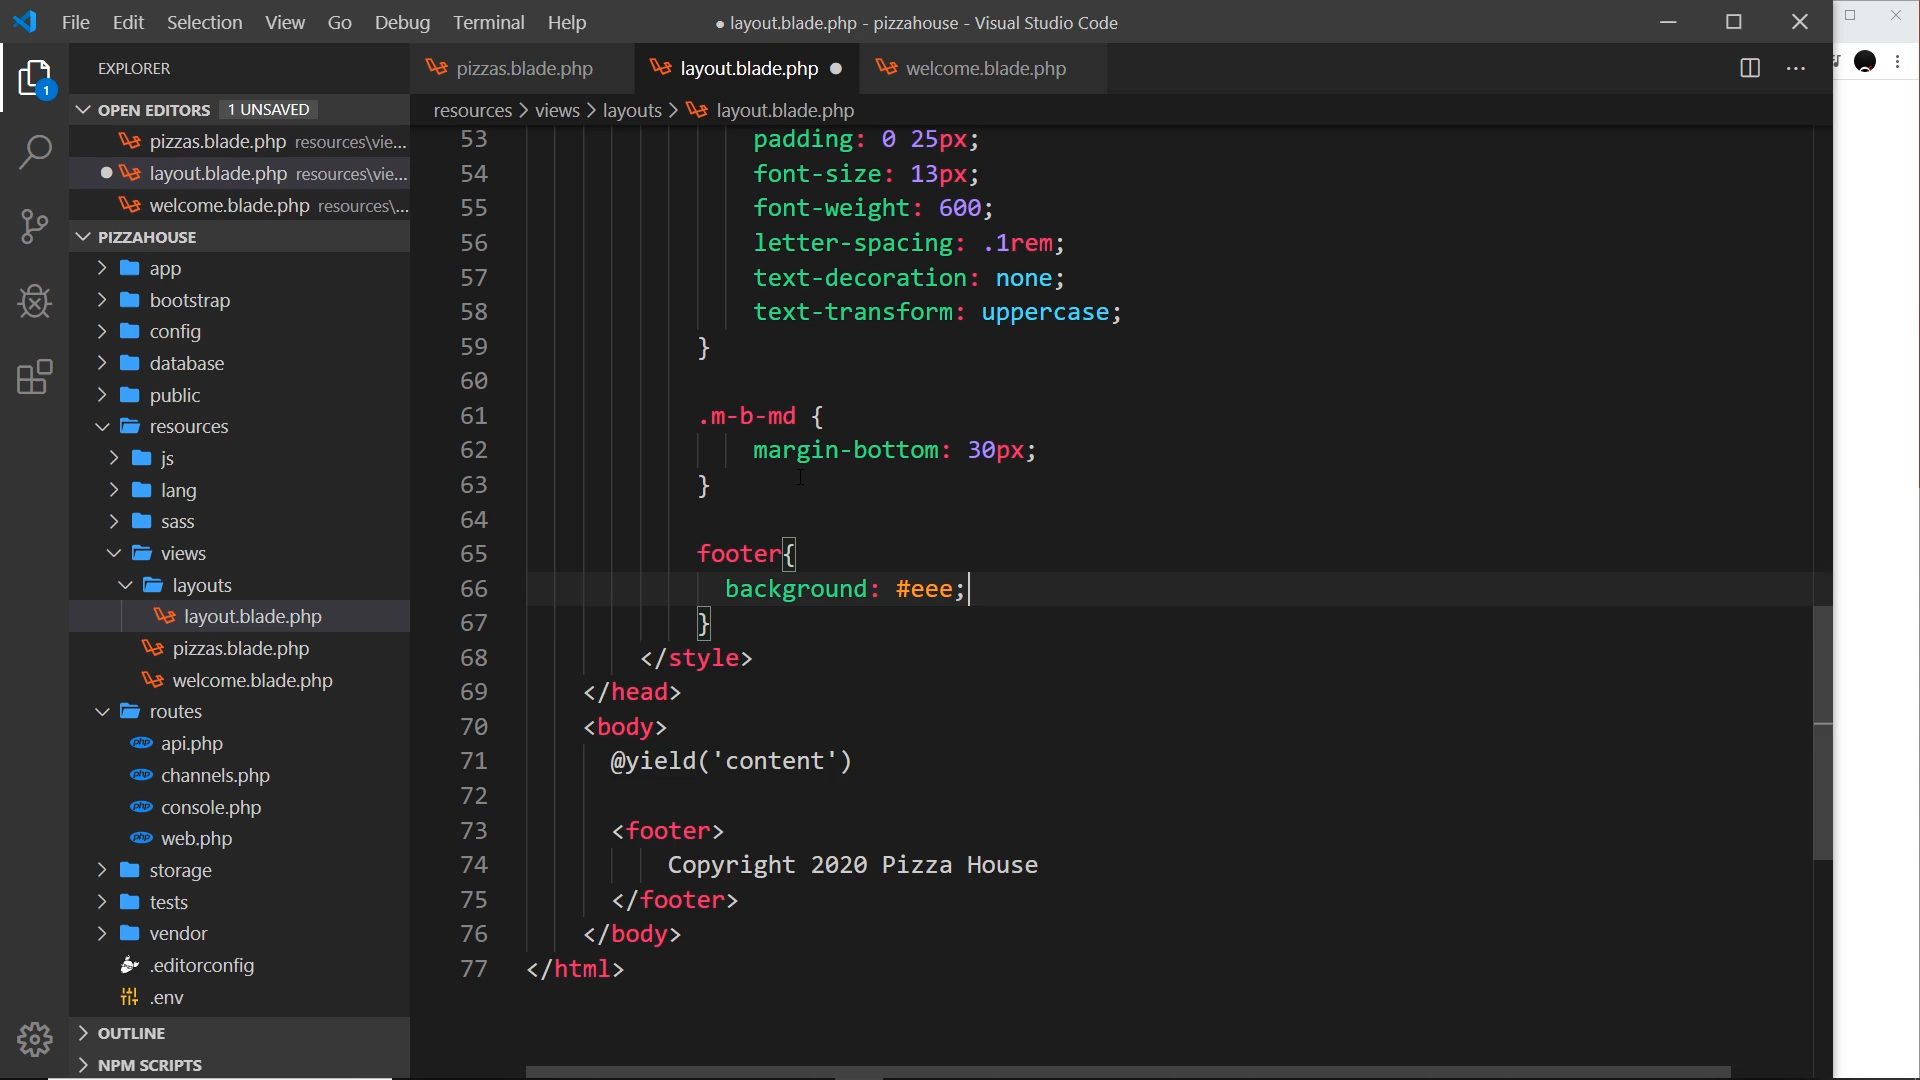 File Edit Selection View Go Debug Terminal Help
● layout.blade.php - pizzahouse - Visual Studio Code
EXPLORER
OPEN EDITORS 1 UNSAVED
pizzas.blade.php resources\vie...
layout.blade.php resources\vie...
welcome.blade.php resources\...
PIZZAHOUSE
app
bootstrap
config
database
public
resources
js
lang
sass
views
layouts
layout.blade.php
pizzas.blade.php
welcome.blade.php
routes
api.php
channels.php
console.php
web.php
storage
tests
vendor
.editorconfig
.env
OUTLINE
NPM SCRIPTS
1
pizzas.blade.php layout.blade.php ● welcome.blade.php
resources > views > layouts > layout.blade.php
53 padding: 0 25px;
54 font-size: 13px;
55 font-weight: 600;
56 letter-spacing: .1rem;
57 text-decoration: none;
58 text-transform: uppercase;
59 }
60
61 .m-b-md {
62 margin-bottom: 30px;
63 }
64
65 footer{
66 background: #eee;
67 }
68 </style>
69 </head>
70 <body>
71 @yield('content')
72
73 <footer>
74 Copyright 2020 Pizza House
75 </footer>
76 </body>
77 </html>